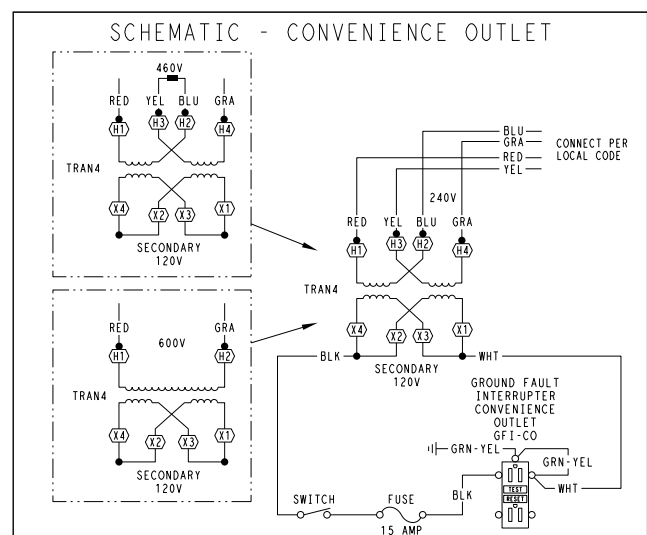 SCHEMATIC - CONVENIENCE OUTLET
460V
RED YEL BLU GRA
H1 H3 H2 H4
TRAN4
X4 X2 X3 X1
SECONDARY
120V
600V
RED GRA
H1 H2
TRAN4
X4 X2 X3 X1
SECONDARY
120V
BLU
GRA
RED
YEL
CONNECT PER
LOCAL CODE
240V
RED YEL BLU GRA
H1 H3 H2 H4
TRAN4
X4 X2 X3 X1
BLK WHT
SECONDARY
120V
GROUND FAULT
INTERRUPTER
CONVENIENCE
OUTLET
GFI-CO
GRN-YEL
GRN-YEL
WHT
BLK
TEST
RESET
SWITCH
FUSE
15 AMP